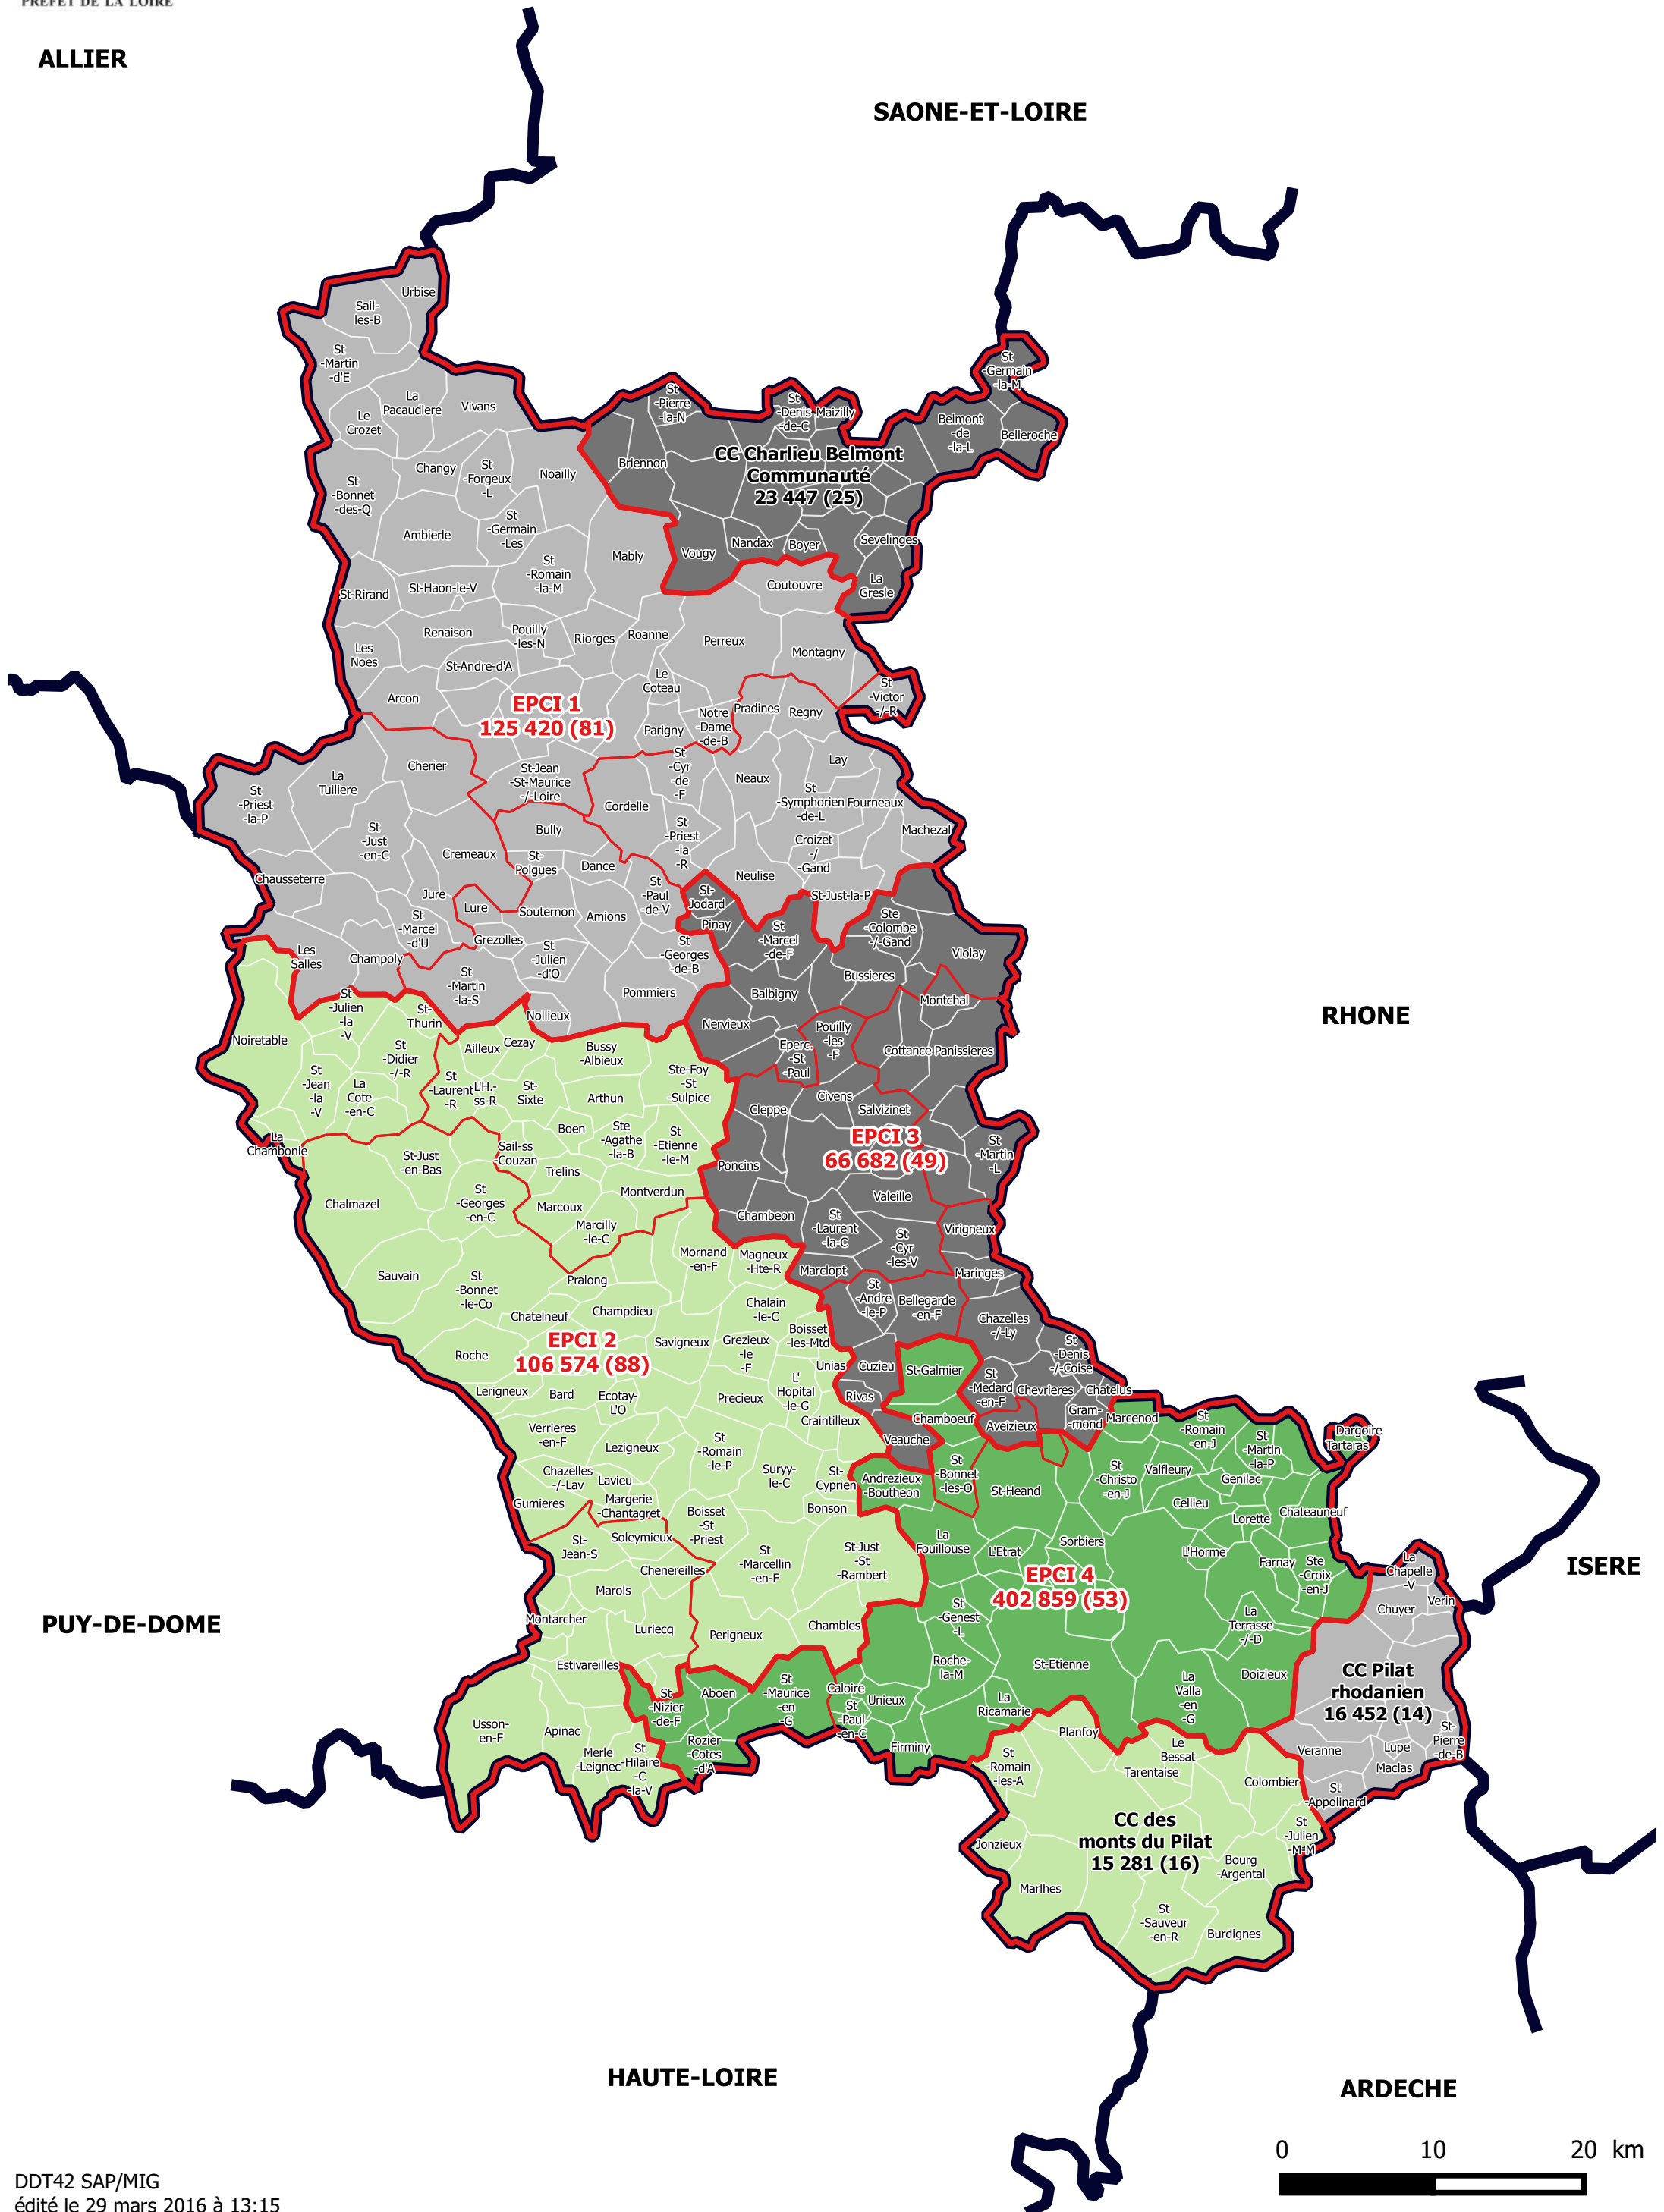 PREFET DE LA LOIRE
ALLIER
SAONE-ET-LOIRE
Urbise
Sail-
les-B
St
-Martin
-d'E
La
Pacaudiere
Vivans
Le
Crozet
St
-Germain
-la-M
St
-Pierre
-la-N
St
-Denis
-de-C
Maizilly
Belmont
-de
-la-L
Belleroche
Briennon
CC Charlieu Belmont
Communauté
23 447 (25)
Changy
St
-Forgeux
-L
Noailly
St
-Bonnet
-des-Q
Ambierle
St
-Germain
-Les
Mably
Vougy
Nandax
Boyer
Sevelinges
St
-Romain
-la-M
St-Rirand
St-Haon-le-V
Coutouvre
La
Gresle
Renaison
Pouilly
-les-N
Riorges
Roanne
Perreux
Montagny
Les
Noes
St-Andre-d'A
Le
Coteau
Arcon
St
-Victor
-/-R
EPCI 1
125 420 (81)
Parigny
Notre
-Dame
-de-B
Pradines
Regny
Cherier
La
Tuiliere
St-Jean
-St-Maurice
-/-Loire
St
-Cyr
-de
-F
Neaux
Lay
St
-Priest
-la-P
Cordelle
St
-Symphorien
-de-L
Fourneaux
St
-Just
-en-C
Bully
St
-Priest
-la
-R
Croizet
-/
-Gand
Machezal
Cremeaux
St-
Polgues
Dance
Chausseterre
Jure
Lure
Souternon
Amions
St
-Paul
-de-V
St-
Jodard
Neulise
St-Just-la-P
St
-Marcel
-d'U
Grezolles
Pinay
St
-Marcel
-de-F
Ste
-Colombe
-/-Gand
Les
Salles
Champoly
St
-Julien
-d'O
St
-Georges
-de-B
Violay
St
-Martin
-la-S
Pommiers
Balbigny
Bussieres
Montchal
St
-Julien
-la
-V
St-
Thurin
Nollieux
Nervieux
Pouilly
-les
-F
RHONE
Noiretable
St
-Didier
-/-R
Ailleux
Cezay
Bussy
-Albieux
Eperc.
-St
-Paul
Cottance
Panissieres
St
-Jean
-la
-V
La
Cote
-en-C
St
-Laurent
-R
L'H.-
ss-R
St-
Sixte
Arthun
Ste-Foy
-St
-Sulpice
Cleppe
Civens
Salvizinet
La
Chambonie
Boen
Ste
-Agathe
-la-B
St
-Etienne
-le-M
EPCI 3
66 682 (49)
St
-Martin
-L
St-Just
-en-Bas
Sail-ss
-Couzan
Trelins
Poncins
Chalmazel
St
-Georges
-en-C
Marcoux
Montverdun
Valeille
Marcilly
-le-C
Chambeon
St
-Laurent
-la-C
St
-Cyr
-les-V
Virigneux
Mornand
-en-F
Magneux
-Hte-R
Marclopt
Maringes
Sauvain
St
-Bonnet
-le-Co
Pralong
St
-Andre
-le-P
Bellegarde
-en-F
Chatelneuf
Champdieu
Chalain
-le-C
Chazelles
-/-Ly
Roche
EPCI 2
106 574 (88)
Savigneux
Grezieux
-le
-F
Boisset
-les-Mtd
St
-Denis
-/-Coise
Unias
Cuzieu
St-Galmier
Lerigneux
Bard
Ecotay-
L'O
Precieux
L'
Hopital
-le-G
Rivas
St
-Medard
-en-F
Chevrieres
Chatelus
Verrieres
-en-F
Craintilleux
Chamboeuf
Aveizieux
Gram-
-mond
Marcenod
St
-Romain
-en-J
Dargoire
Tartaras
Lezigneux
St
-Romain
-le-P
Veauche
St
-Martin
-la-P
Chazelles
-/-Lav
Lavieu
Suryy-
le-C
St-
Cyprien
Andrezieux
-Boutheon
St
-Bonnet
-les-O
St-Heand
St
-Christo
-en-J
Valfleury
Genilac
Gumieres
Margerie
-Chantagret
Boisset
-St
-Priest
Bonson
Cellieu
Lorette
Chateauneuf
St-
Jean-S
Soleymieux
La
Fouillouse
L'Etrat
Sorbiers
L'Horme
Chenereilles
St
-Marcellin
-en-F
St-Just
-St
-Rambert
Farnay
Ste
-Croix
-en-J
La
Chapelle
-V
ISERE
Marols
EPCI 4
402 859 (53)
Chuyer
Verin
PUY-DE-DOME
Montarcher
Luriecq
Perigneux
Chambles
St
-Genest
-L
La
Terrasse
-/-D
Estivareilles
Roche-
la-M
St-Etienne
Doizieux
CC Pilat
rhodanien
16 452 (14)
St
-Nizier
-de-F
Aboen
St
-Maurice
-en
-G
Caloire
Unieux
La
Valla
-en
-G
La
Ricamarie
St
-Paul
-en-C
Usson-
en-F
Apinac
Rozier
-Cotes
-d'A
Firminy
Planfoy
Le
Bessat
Veranne
Lupe
St-
Pierre
-de-B
Merle
-Leignec
St
-Hilaire
-C
-la-V
St
-Romain
-les-A
Tarentaise
Colombier
Maclas
St
-Appolinard
CC des
monts du Pilat
15 281 (16)
St
-Julien
-M-M
Jonzieux
Bourg
-Argental
Marlhes
St
-Sauveur
-en-R
Burdignes
HAUTE-LOIRE
ARDECHE
0 10 20 km
DDT42 SAP/MIG
édité le 29 mars 2016 à 13:15